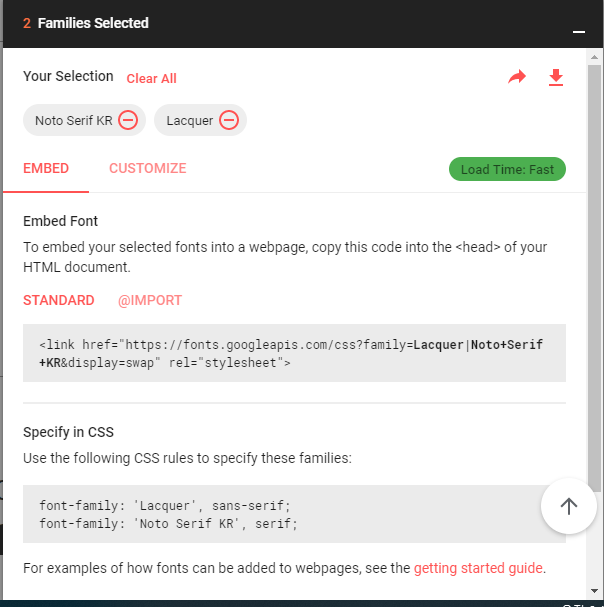 2 Families Selected
Your Selection Clear All
Noto Serif KR Lacquer
EMBED CUSTOMIZE Load Time: Fast
Embed Font
To embed your selected fonts into a webpage, copy this code into the <head> of your
HTML document.
STANDARD @IMPORT
<link href="https://fonts.googleapis.com/css?family=Lacquer|Noto+Serif
+KR&display=swap" rel="stylesheet">
Specify in CSS
Use the following CSS rules to specify these families:
font-family: 'Lacquer', sans-serif;
font-family: 'Noto Serif KR', serif;
For examples of how fonts can be added to webpages, see the getting started guide.